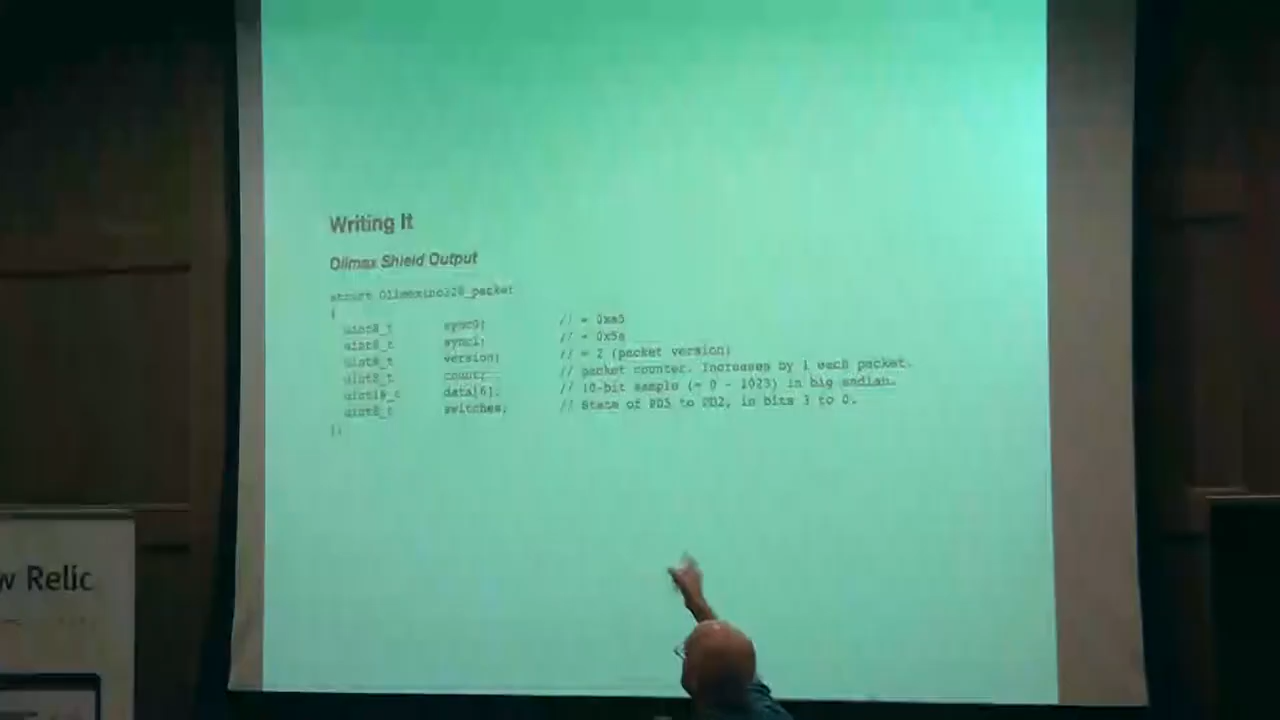 Writing It
Olimex Shield Output
struct Olimexino328_packet
{
uint8_t sync0; // = 0xa5
uint8_t sync1; // = 0x5a
uint8_t version; // = 2 (packet version)
uint8_t count; // packet counter. Increases by 1 each packet.
uint16_t data[6]; // 10-bit sample (= 0 - 1023) in big endian.
uint8_t switches; // State of PD5 to PD2, in bits 3 to 0.
};
w Relic